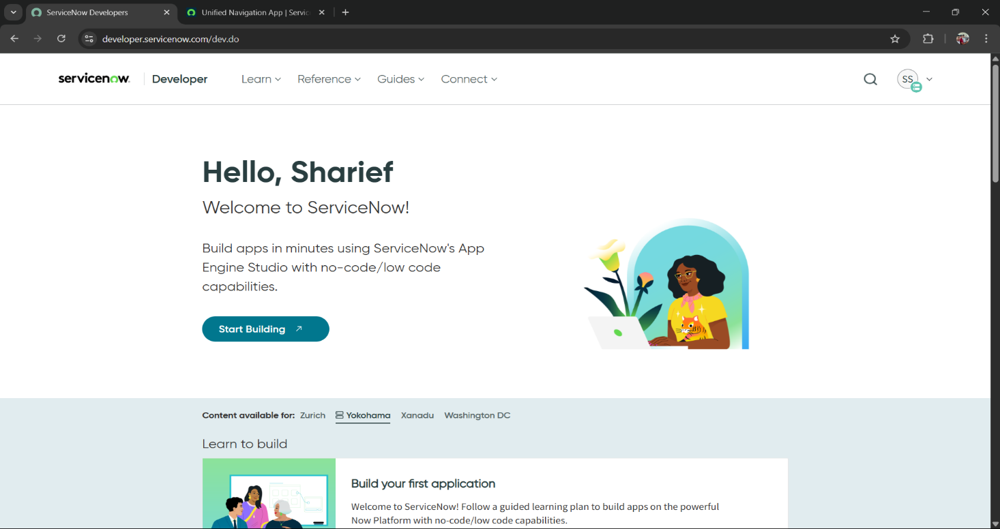 ServiceNow Developers
Unified Navigation App | Servic
developer.servicenow.com/dev.do
servicenow. Developer Learn Reference Guides Connect SS
Hello, Sharief
Welcome to ServiceNow!
Build apps in minutes using ServiceNow's App
Engine Studio with no-code/low code
capabilities.
Start Building
Content available for: Zurich Yokohama Xanadu Washington DC
Learn to build
Build your first application
Welcome to ServiceNow! Follow a guided learning plan to build apps on the powerful
Now Platform with no-code/low code capabilities.